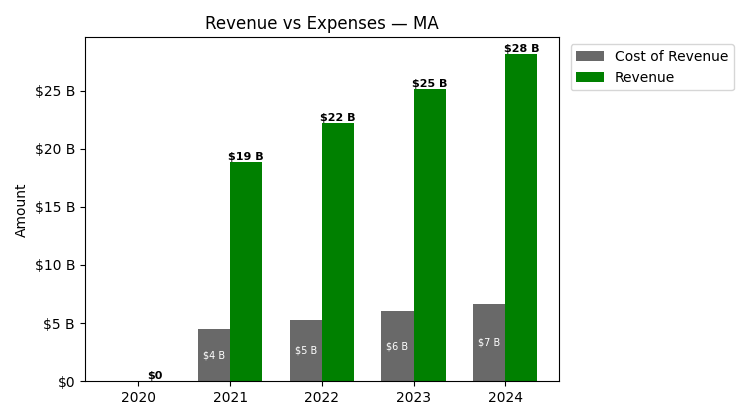 Revenue vs Expenses — MA
Cost of Revenue
Revenue
Amount
$25 B
$20 B
$15 B
$10 B
$5 B
$0
$0
$4 B
$19 B
$5 B
$22 B
$6 B
$25 B
$7 B
$28 B
2020 2021 2022 2023 2024